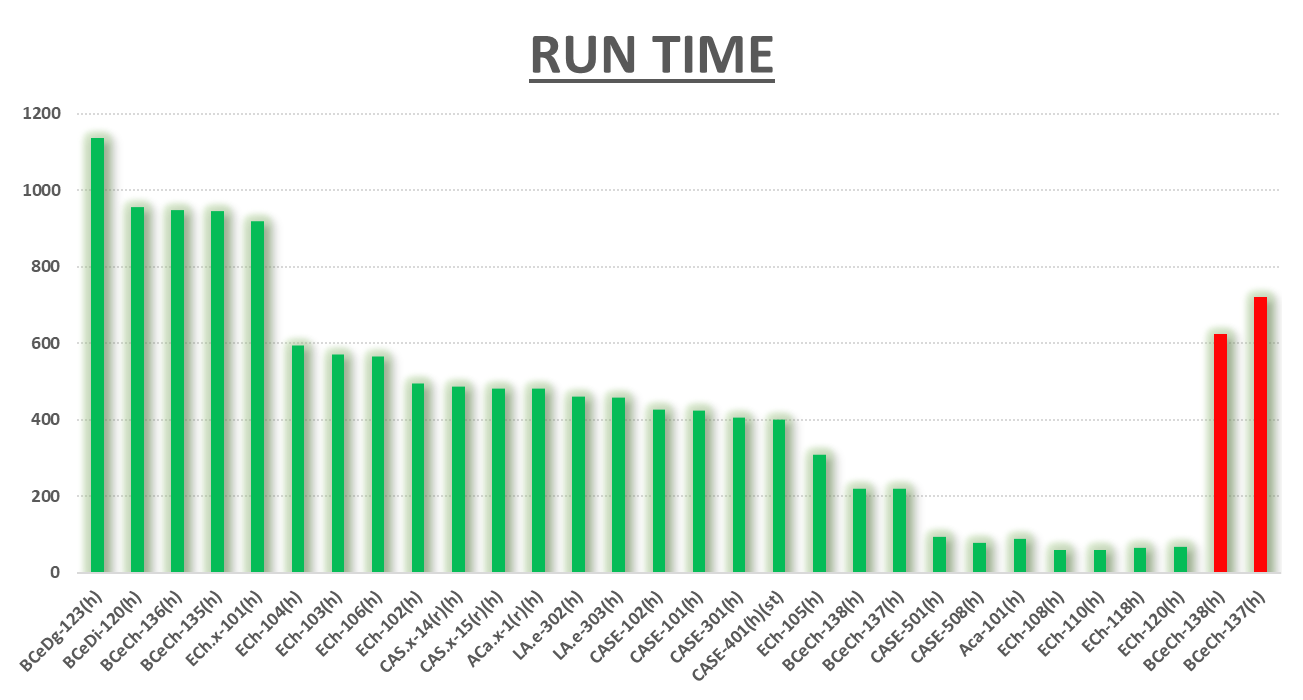 RUN TIME
1200
1000
800
600
400
200
0
BCeDg-123(h)
BCeDi-120(h)
BCeCh-136(h)
BCeCh-135(h)
ECh.x-101(h)
ECh-104(h)
ECh-103(h)
ECh-106(h)
ECh-102(h)
CAS.x-14(r)(h)
CAS.x-15(r)(h)
ACa.x-1(r)(h)
LA.e-302(h)
LA.e-303(h)
CASE-102(h)
CASE-101(h)
CASE-301(h)
CASE-401(h)(st)
ECh-105(h)
BCeCh-138(h)
BCeCh-137(h)
CASE-501(h)
CASE-508(h)
Aca-101(h)
ECh-108(h)
ECh-110(h)
ECh-118h)
ECh-120(h)
BCeCh-138(h)
BCeCh-137(h)